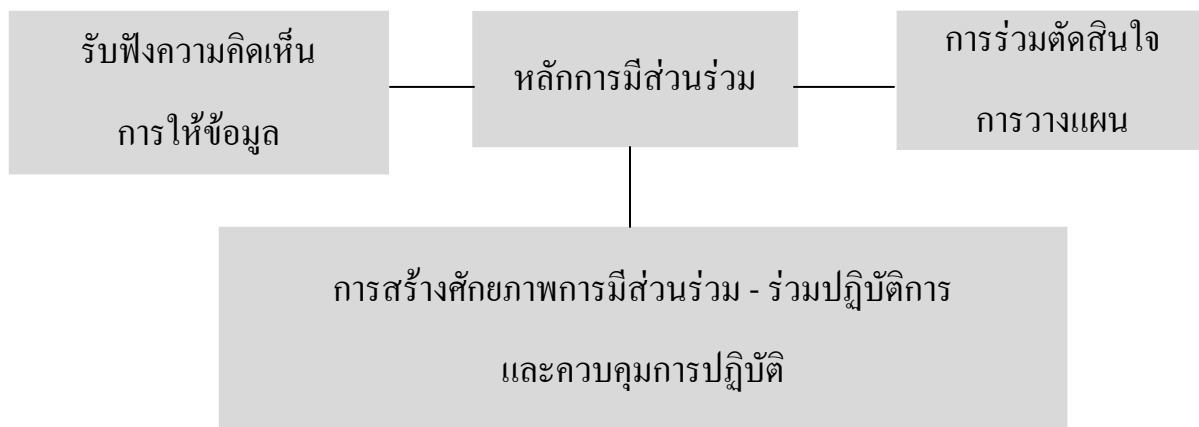 รับฟังความคิดเห็น
การให้ข้อมูล
หลักการมีส่วนร่วม
การร่วมตัดสินใจ
การวางแผน
การสร้างศักยภาพการมีส่วนร่วม - ร่วมปฏิบัติการ
และควบคุมการปฏิบัติ